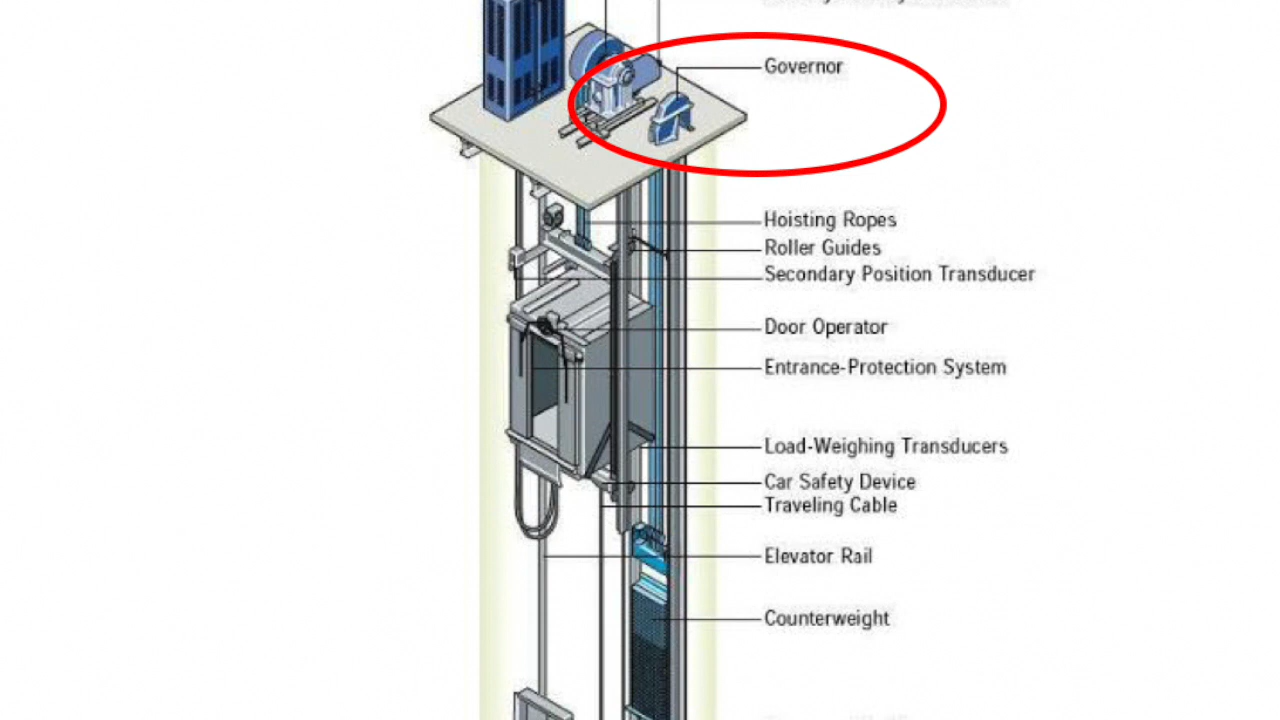 Governor
Hoisting Ropes
Roller Guides
Secondary Position Transducer
Door Operator
Entrance-Protection System
Load-Weighing Transducers
Car Safety Device
Traveling Cable
Elevator Rail
Counterweight